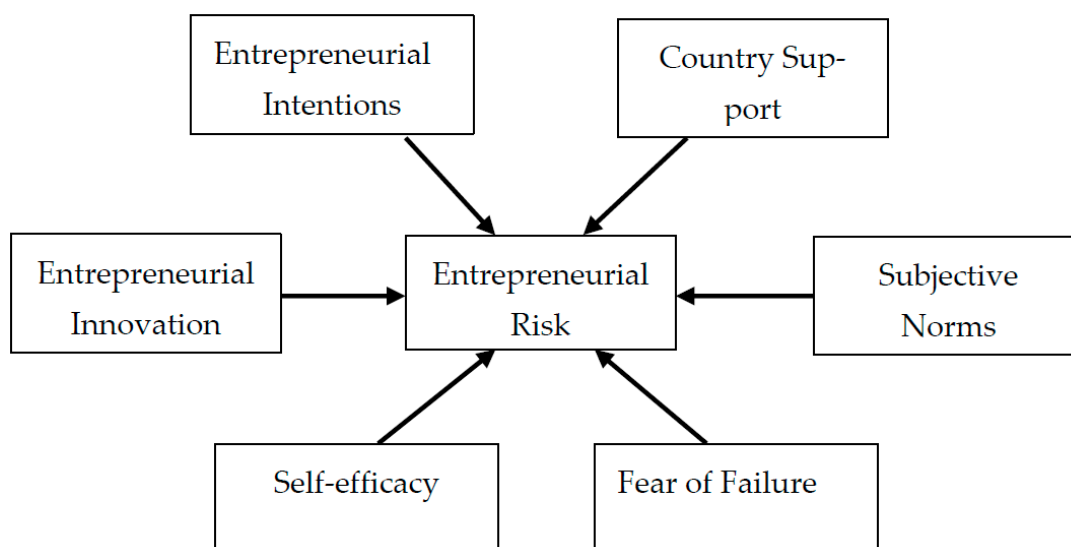 Entrepreneurial
Intentions
Country Sup-
port
Entrepreneurial
Innovation
Entrepreneurial
Risk
Subjective
Norms
Self-efficacy
Fear of Failure